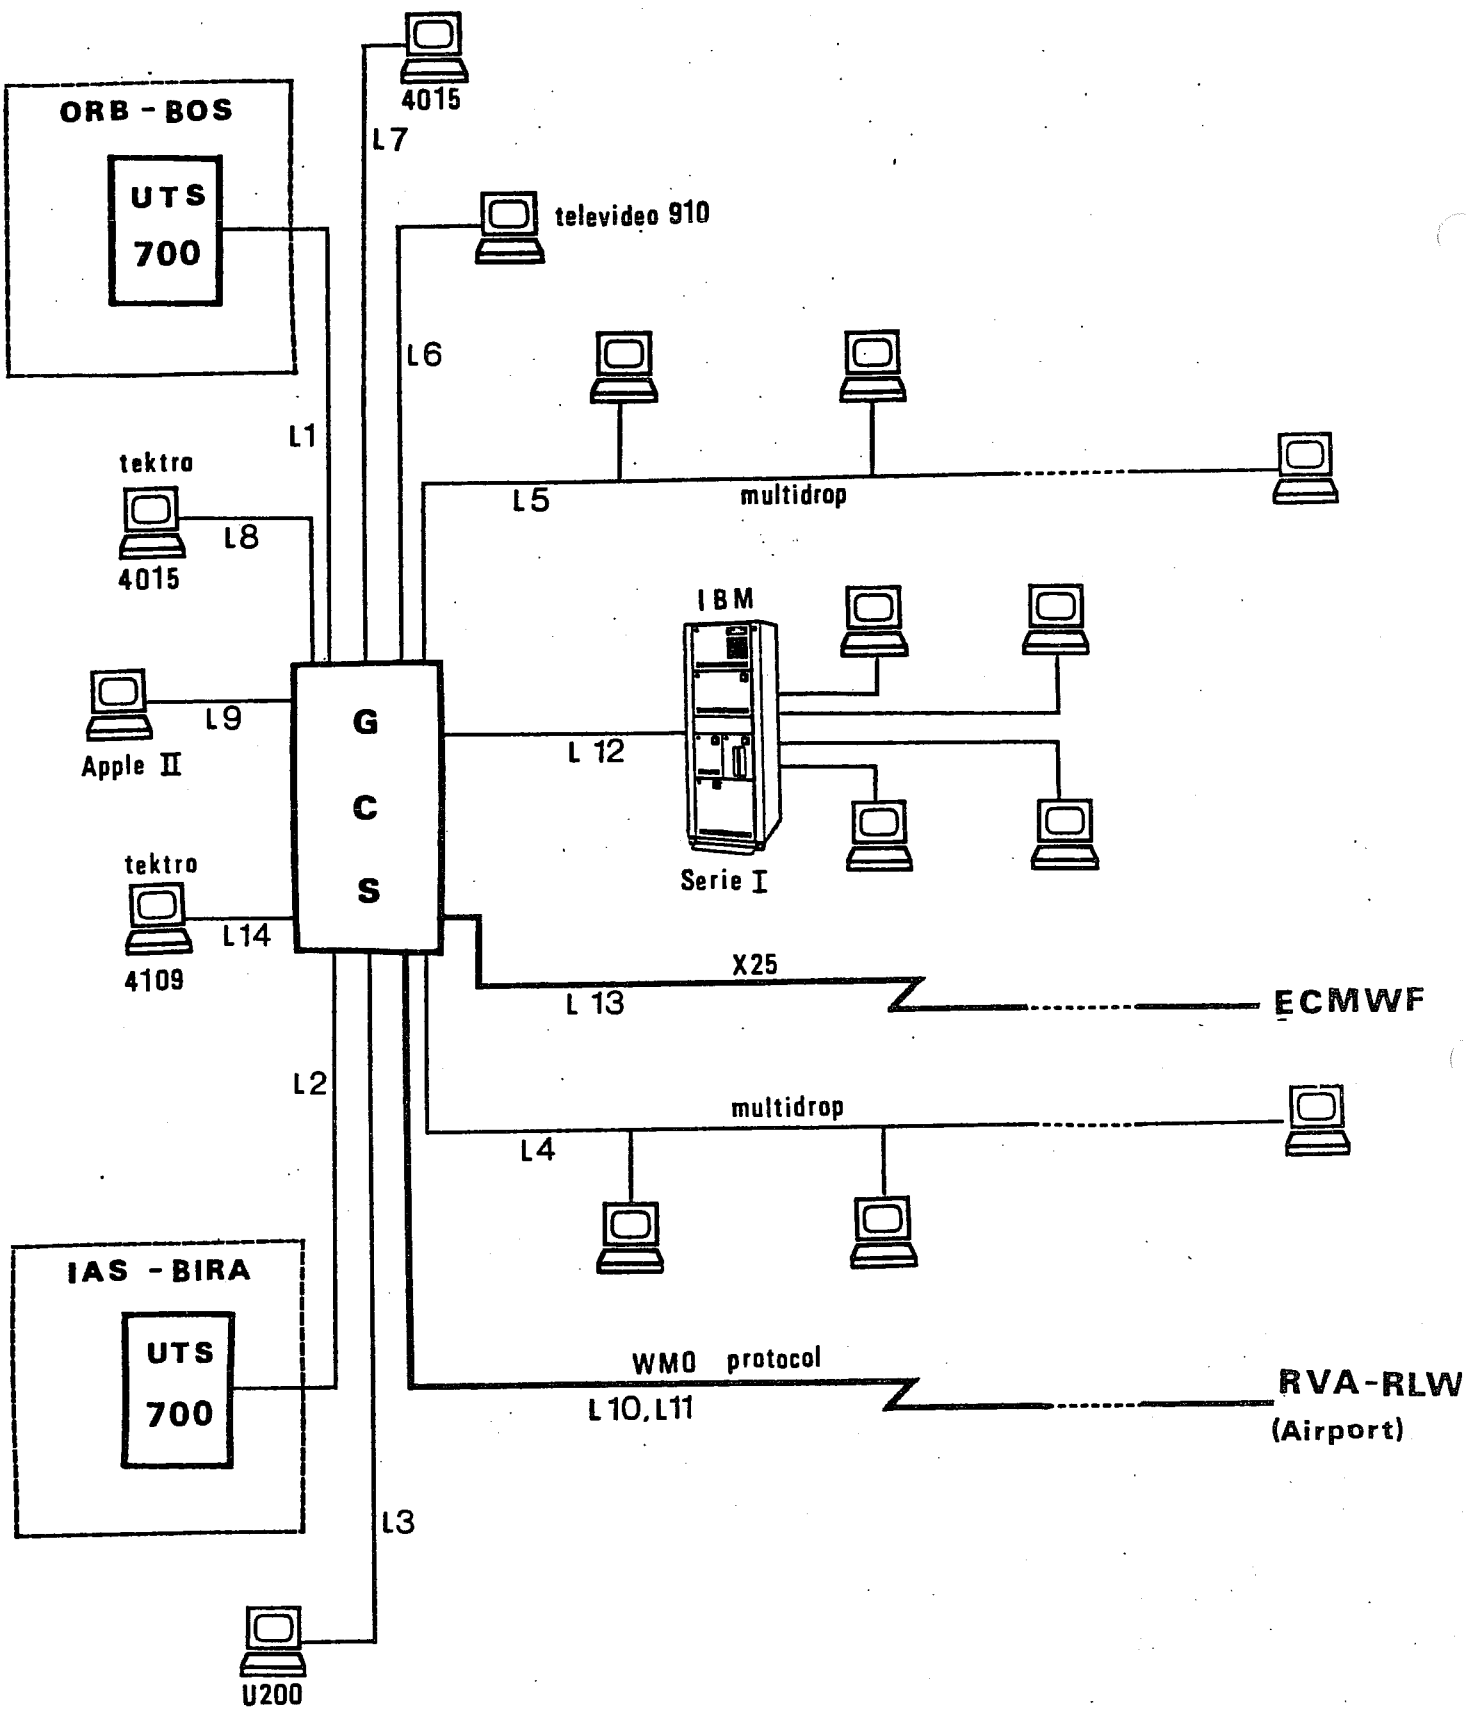 4015
ORB - BOS
L7
UTS
700
televideo 910
L6
L1
tektro
L5
multidrop
L8
4015
IBM
G
C
S
L9
L 12
Apple II
tektro
Serie I
L14
4109
X25
L 13
ECMWF
L2
multidrop
L4
IAS - BIRA
UTS
700
WMO protocol
L10, L11
RVA-RLW
(Airport)
L3
U200